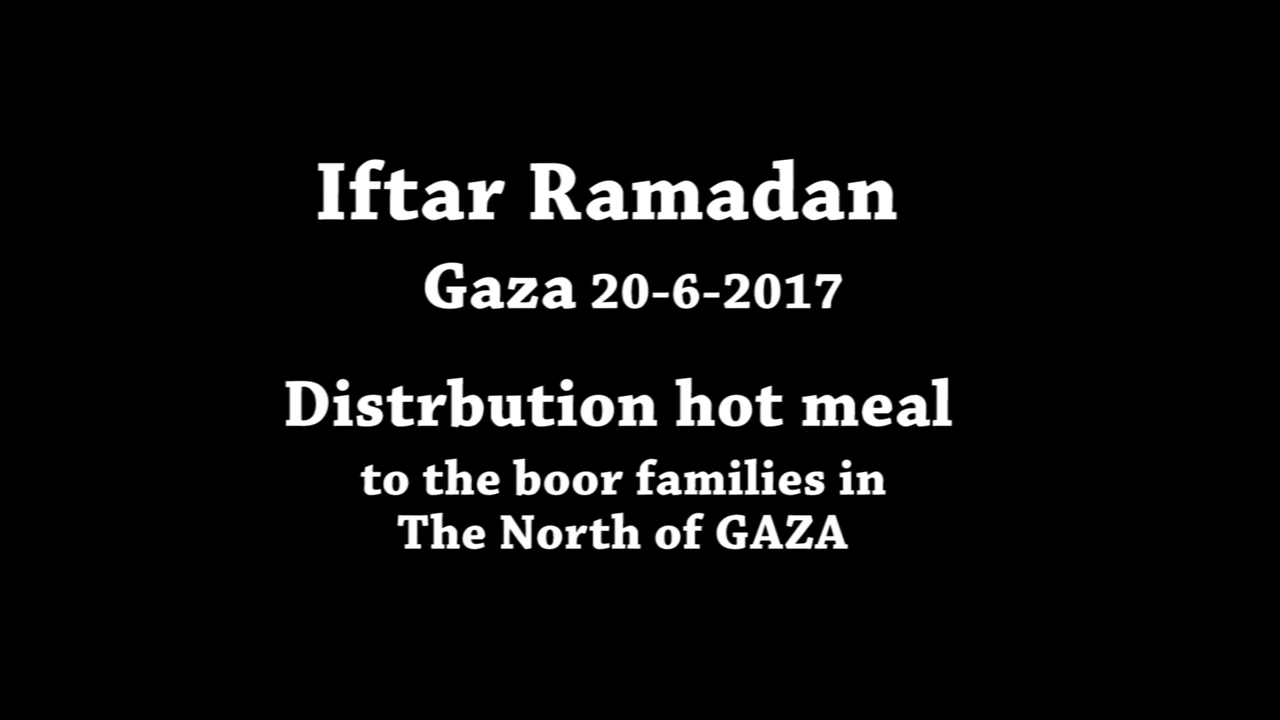 Iftar Ramadan
Gaza 20-6-2017
Distrbution hot meal
to the boor families in
The North of GAZA